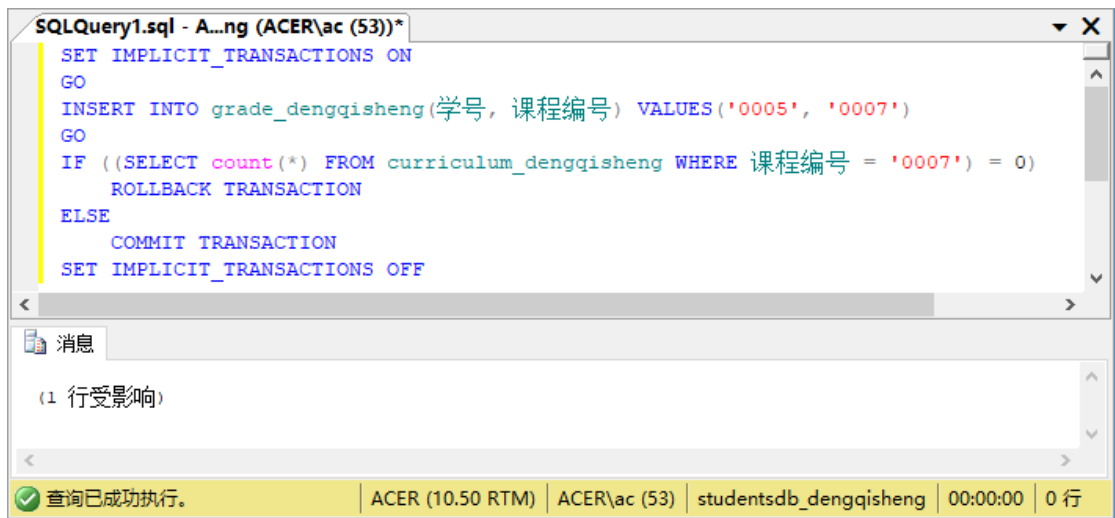 SQLQuery1.sql - A...ng (ACER\ac (53))*
SET IMPLICIT_TRANSACTIONS ON
GO
INSERT INTO grade_dengqisheng(学号, 课程编号) VALUES('0005', '0007')
GO
IF ((SELECT count(*) FROM curriculum_dengqisheng WHERE 课程编号 = '0007') = 0)
ROLLBACK TRANSACTION
ELSE
COMMIT TRANSACTION
SET IMPLICIT_TRANSACTIONS OFF
消息
(1 行受影响)
查询已成功执行。 ACER (10.50 RTM) ACER\ac (53) studentsdb_dengqisheng 00:00:00 0 行